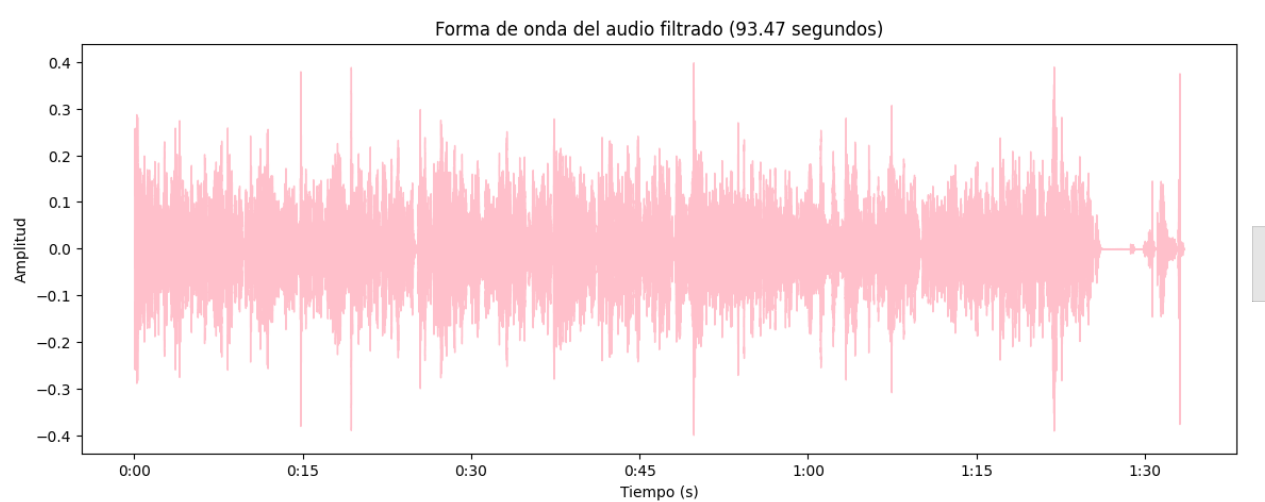 Forma de onda del audio filtrado (93.47 segundos)
Amplitud
0.4
0.3
0.2
0.1
0.0
−0.1
−0.2
−0.3
−0.4
0:00 0:15 0:30 0:45 1:00 1:15 1:30
Tiempo (s)